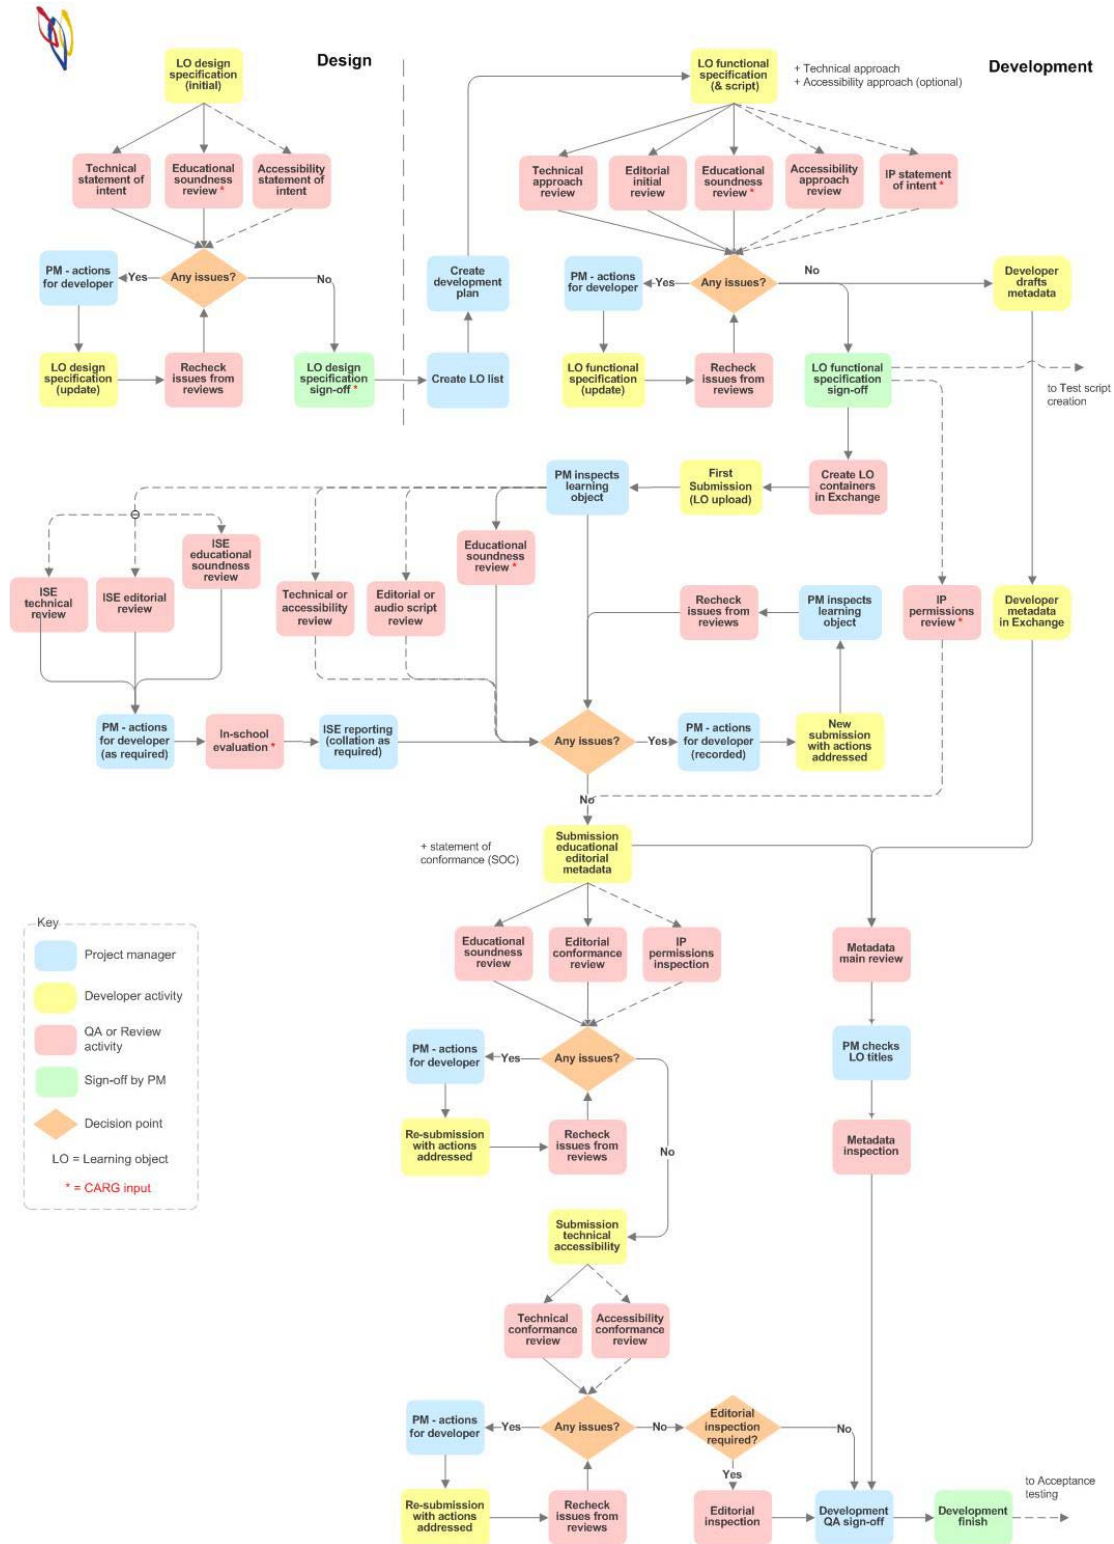 Design
Development
LO design
specification
(initial)
LO functional
specification
(& script)
+ Technical approach
+ Accessibility approach (optional)
Technical
statement of
intent
Educational
soundness
review *
Accessibility
statement of
intent
Technical
approach
review
Editorial
initial
review
Educational
soundness
review *
Accessibility
approach
review
IP statement
of intent *
PM - actions
for developer
Yes
Any issues?
No
Create
development
plan
PM - actions
for developer
Yes
Any issues?
No
Developer
drafts
metadata
LO design
specification
(update)
Recheck
issues from
reviews
LO design
specification
sign-off *
Create LO list
LO functional
specification
(update)
Recheck
issues from
reviews
LO functional
specification
sign-off
to Test script
creation
PM inspects
learning
object
First
Submission
(LO upload)
Create LO
containers
in Exchange
ISE
technical
review
ISE editorial
review
ISE
educational
soundness
review
Technical or
accessibility
review
Editorial or
audio script
review
Educational
soundness
review *
Recheck
issues from
reviews
PM inspects
learning
object
IP
permissions
review *
Developer
metadata
in Exchange
PM - actions
for developer
(as required)
In-school
evaluation *
ISE reporting
(collation as
required)
Any issues?
Yes
PM - actions
for developer
(recorded)
New
submission
with actions
addressed
No
+ statement of
conformance (SOC)
Submission
educational
editorial
metadata
Educational
soundness
review
Editorial
conformance
review
IP
permissions
inspection
Metadata
main review
PM - actions
for developer
Yes
Any issues?
PM checks
LO titles
Re-submission
with actions
addressed
Recheck
issues from
reviews
No
Metadata
inspection
Key
Project manager
Developer activity
QA or Review
activity
Sign-off by PM
Decision point
LO = Learning object
* = CARG input
Submission
technical
accessibility
Technical
conformance
review
Accessibility
conformance
review
PM - actions
for developer
Yes
Any issues?
No
Editorial
inspection
required?
No
Yes
Re-submission
with actions
addressed
Recheck
issues from
reviews
Editorial
inspection
Development
QA sign-off
Development
finish
to Acceptance
testing